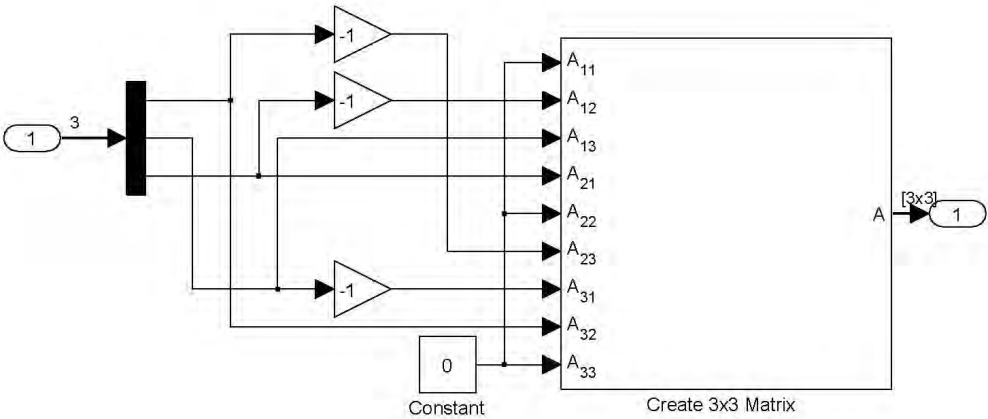 -1
A11
-1
A12
3
1
A13
A21
[3x3]
A22
A
1
A23
-1
A31
A32
0
A33
Constant
Create 3x3 Matrix